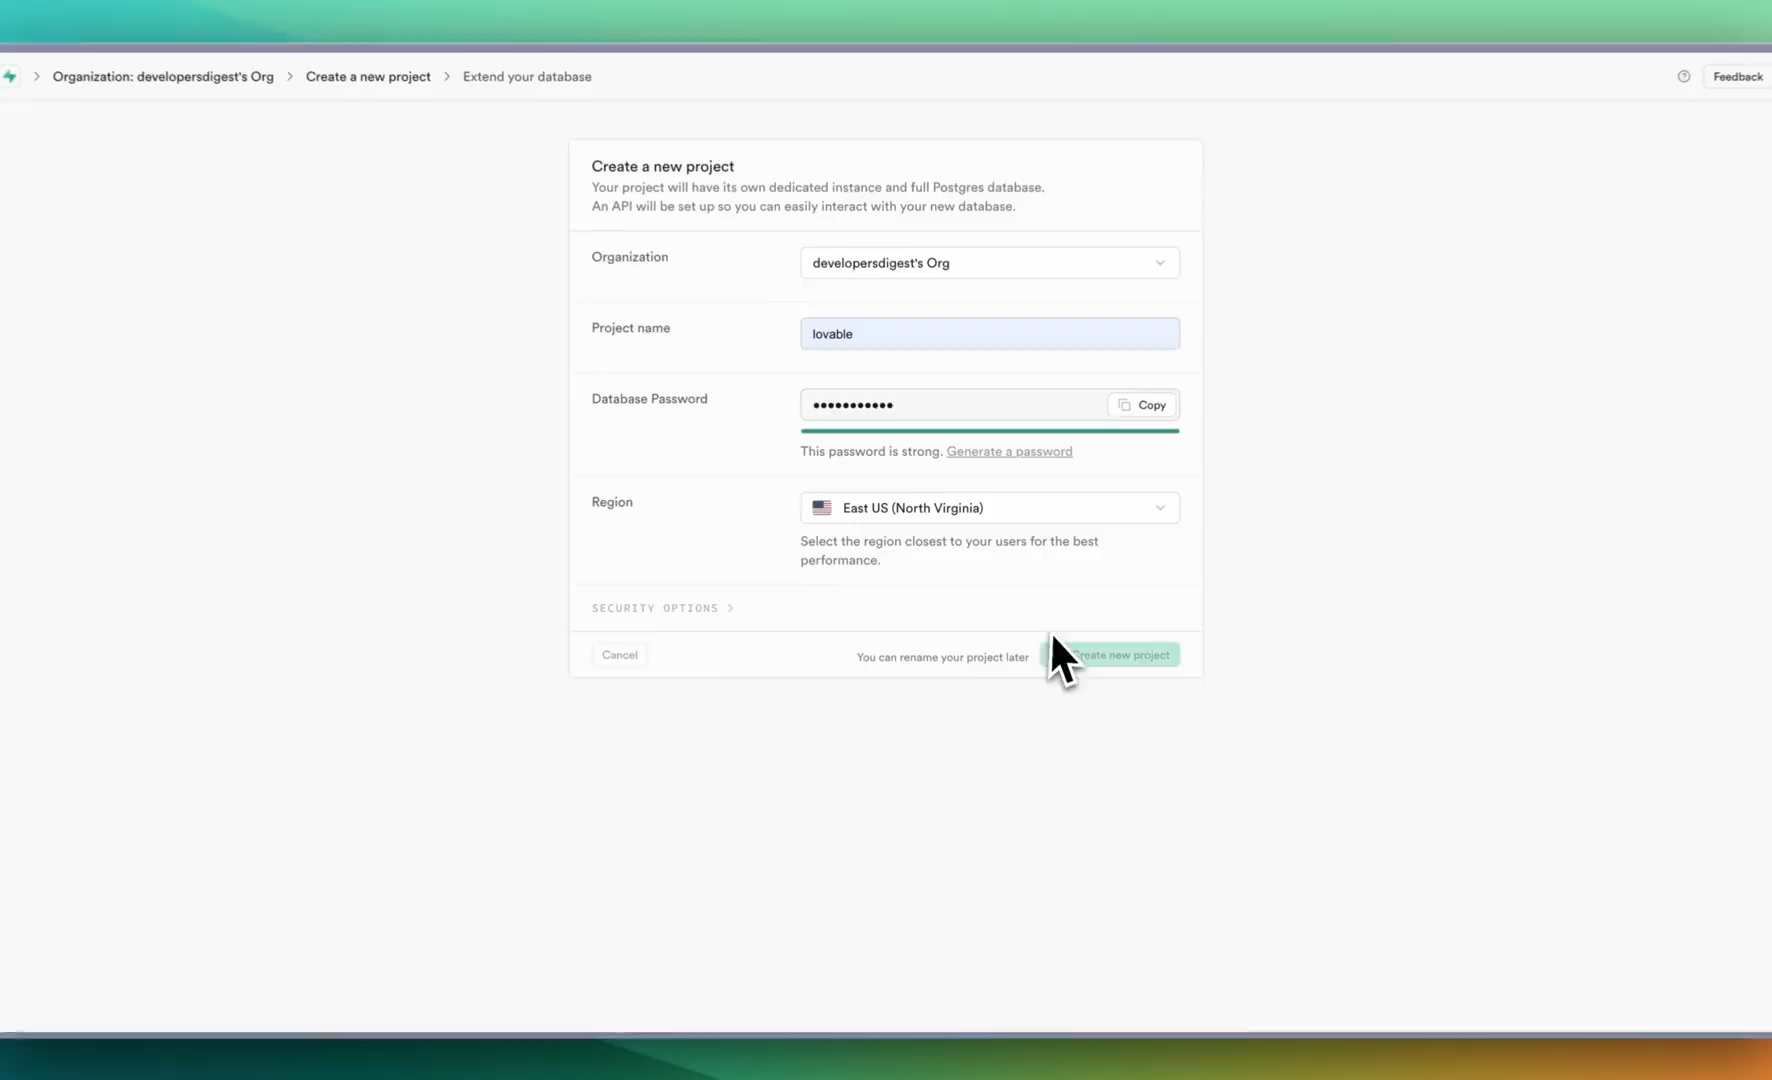 Organization: developersdigest's Org > Create a new project > Extend your database
Feedback
Create a new project
Your project will have its own dedicated instance and full Postgres database.
An API will be set up so you can easily interact with your new database.
Organization
developersdigest's Org
Project name
lovable
Database Password
•••••••••••
Copy
This password is strong. Generate a password
Region
East US (North Virginia)
Select the region closest to your users for the best
performance.
SECURITY OPTIONS >
Cancel
You can rename your project later
Create new project